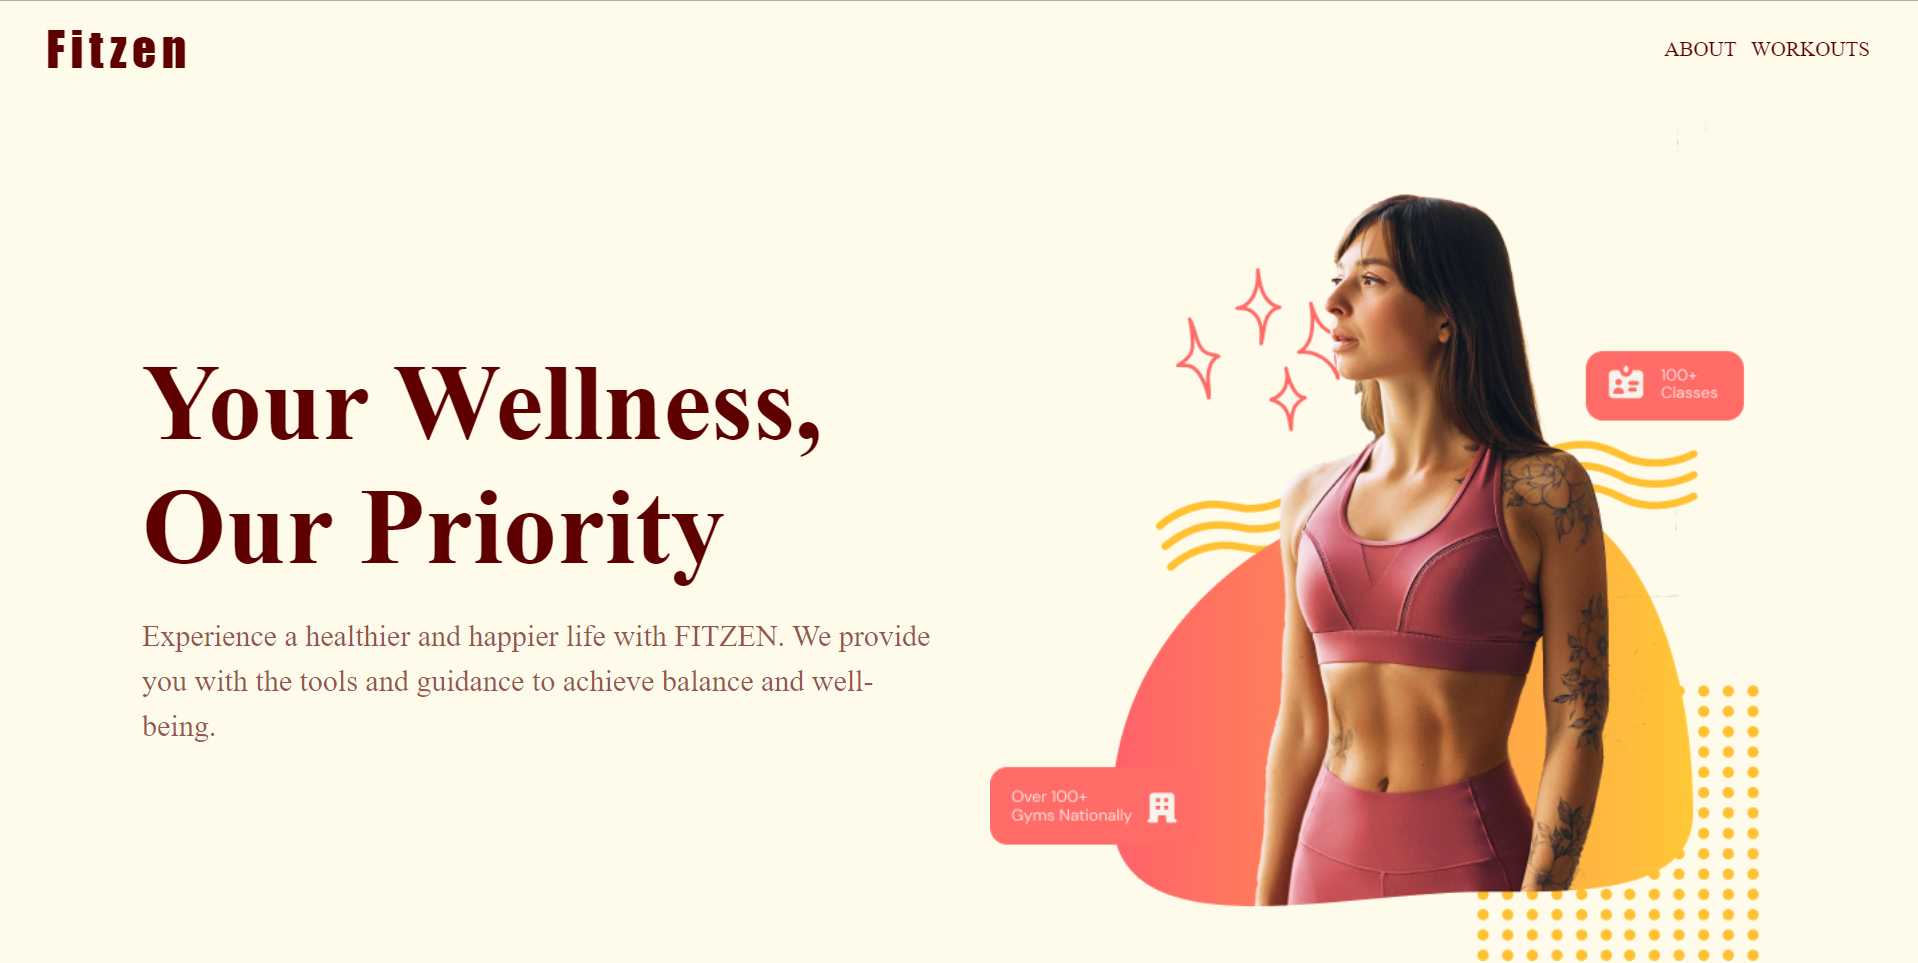 Fitzen
ABOUT WORKOUTS
Your Wellness,
Our Priority
Experience a healthier and happier life with FITZEN. We provide
you with the tools and guidance to achieve balance and well-
being.
100+
Classes
Over 100+
Gyms Nationally